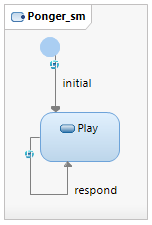 Ponger_sm
initial
Play
respond